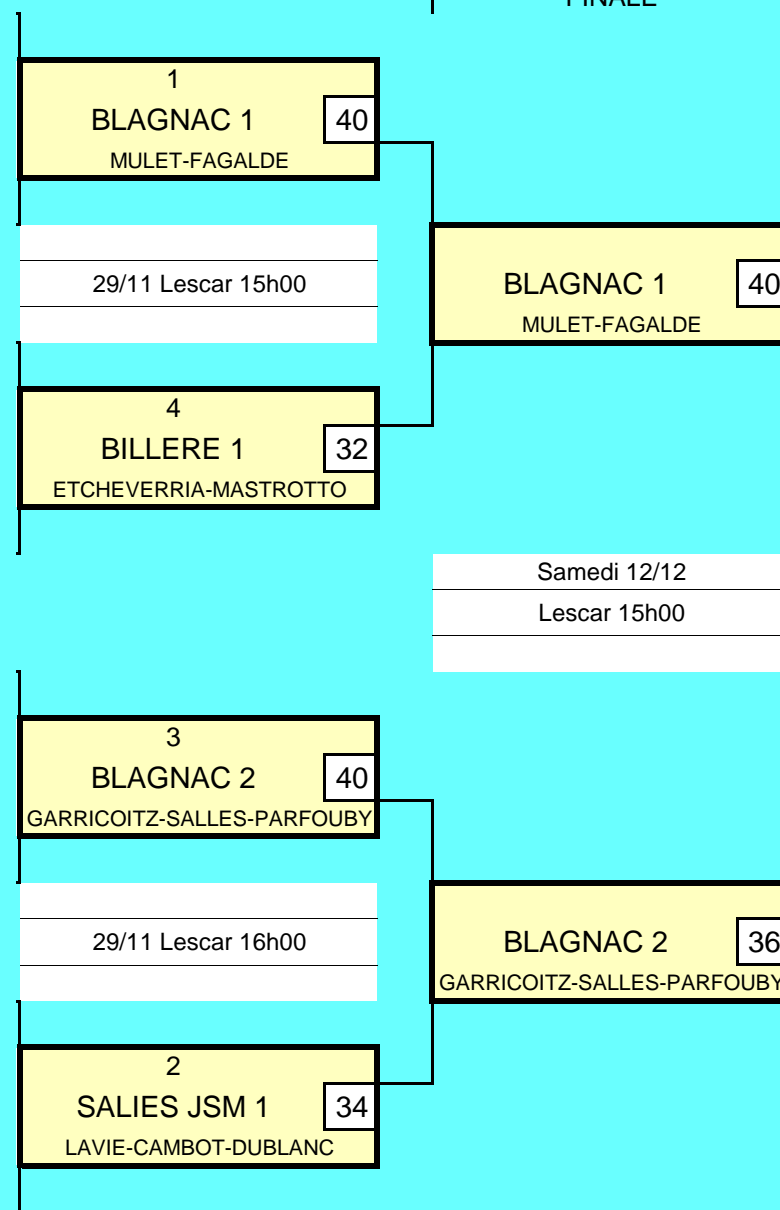 FINALE
1
BLAGNAC 1 40
MULET-FAGALDE
29/11 Lescar 15h00
BLAGNAC 1 40
MULET-FAGALDE
4
BILLERE 1 32
ETCHEVERRIA-MASTROTTO
Samedi 12/12
Lescar 15h00
3
BLAGNAC 2 40
GARRICOITZ-SALLES-PARFOUBY
29/11 Lescar 16h00
BLAGNAC 2 36
GARRICOITZ-SALLES-PARFOUBY
2
SALIES JSM 1 34
LAVIE-CAMBOT-DUBLANC